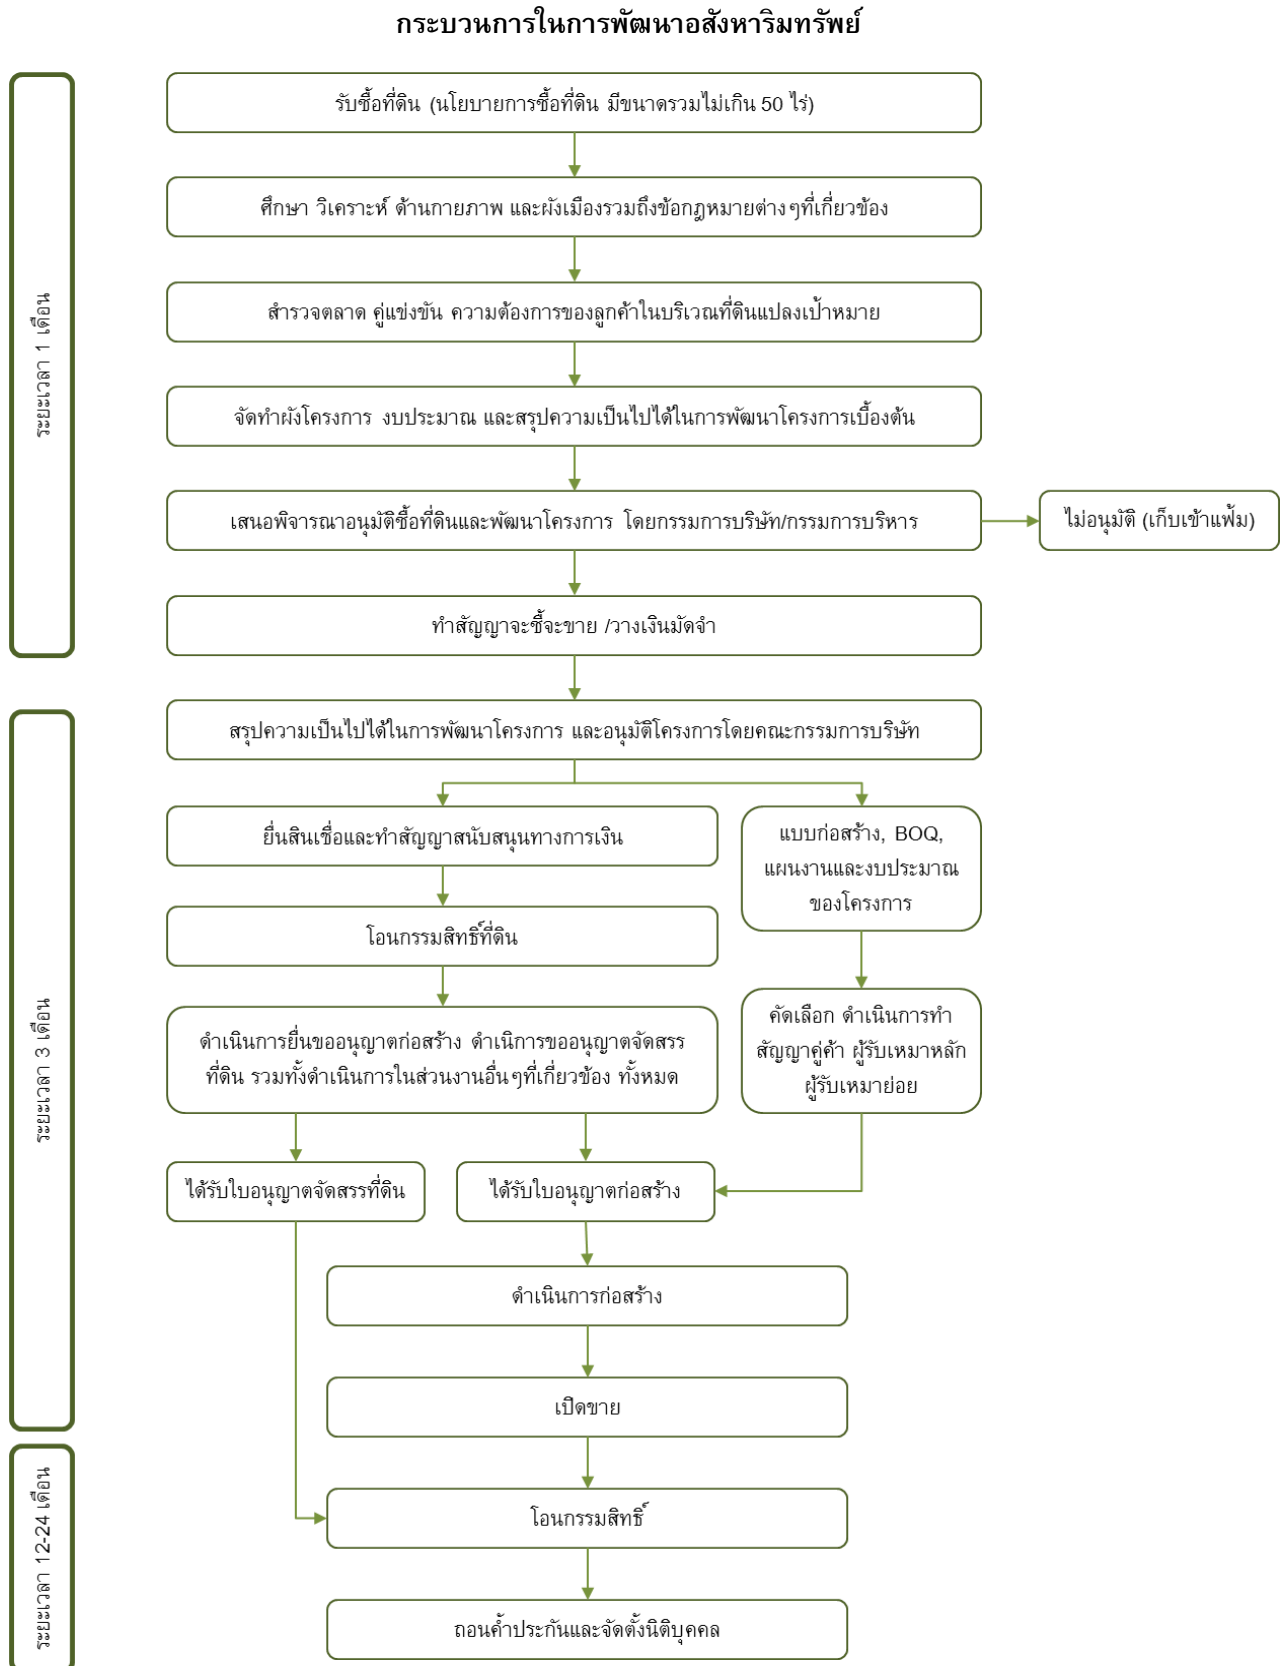 กระบวนการในการพัฒนาอสังหาริมทรัพย์
ระยะเวลา 1 เดือน
รับซื้อที่ดิน (นโยบายการซื้อที่ดิน มีขนาดรวมไม่เกิน 50 ไร่)
ศึกษา วิเคราะห์ ด้านกายภาพ และผังเมืองรวมถึงข้อกฎหมายต่างๆที่เกี่ยวข้อง
สำรวจตลาด คู่แข่งขัน ความต้องการของลูกค้าในบริเวณที่ดินแปลงเป้าหมาย
จัดทำผังโครงการ งบประมาณ และสรุปความเป็นไปได้ในการพัฒนาโครงการเบื้องต้น
เสนอพิจารณาอนุมัติซื้อที่ดินและพัฒนาโครงการ โดยกรรมการบริษัท/กรรมการบริหาร
ไม่อนุมัติ (เก็บเข้าแฟ้ม)
ทำสัญญาจะซื้จะขาย /วางเงินมัดจำ
ระยะเวลา 3 เดือน
สรุปความเป็นไปได้ในการพัฒนาโครงการ และอนุมัติโครงการโดยคณะกรรมการบริษัท
ยื่นสินเชื่อและทำสัญญาสนับสนุนทางการเงิน
แบบก่อสร้าง, BOQ,
แผนงานและงบประมาณ
ของโครงการ
โอนกรรมสิทธิ์ที่ดิน
ดำเนินการยื่นขออนุญาตก่อสร้าง ดำเนิการขออนุญาตจัดสรร
ที่ดิน รวมทั้งดำเนินการในส่วนงานอื่นๆที่เกี่ยวข้อง ทั้งหมด
คัดเลือก ดำเนินการทำ
สัญญาคู่ค้า ผู้รับเหมาหลัก
ผู้รับเหมาย่อย
ได้รับใบอนุญาตจัดสรรที่ดิน
ได้รับใบอนุญาตก่อสร้าง
ดำเนินการก่อสร้าง
เปิดขาย
ระยะเวลา 12-24 เดือน
โอนกรรมสิทธิ์
ถอนค้ำประกันและจัดตั้งนิติบุคคล